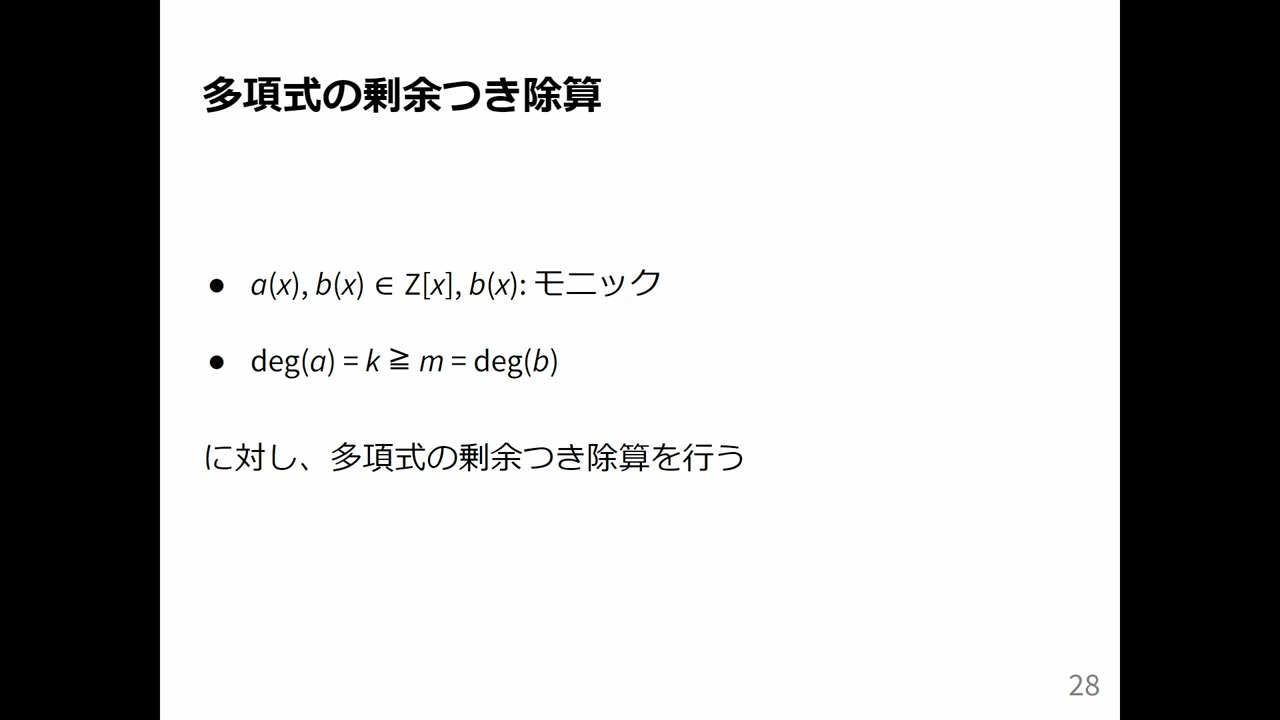 多項式の剰余つき除算
● a(x), b(x) ∈ Z[x], b(x): モニック
● deg(a) = k ≧ m = deg(b)
に対し、多項式の剰余つき除算を行う
28